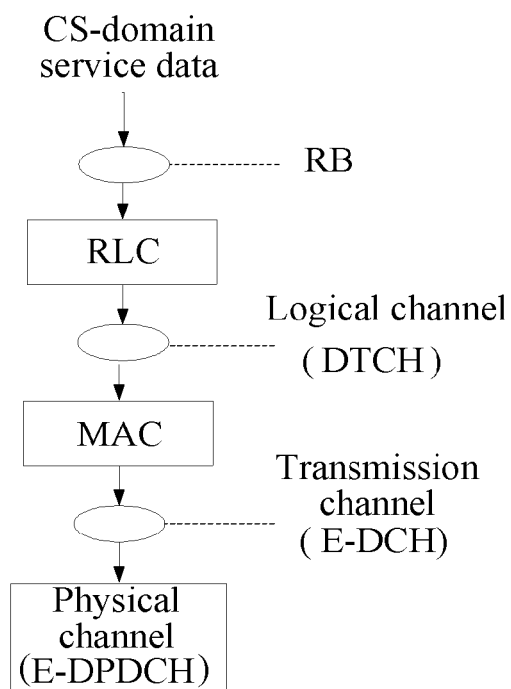 CS-domain
service data
RB
RLC
Logical channel
( DTCH )
MAC
Transmission
channel
( E-DCH)
Physical
channel
(E-DPDCH)